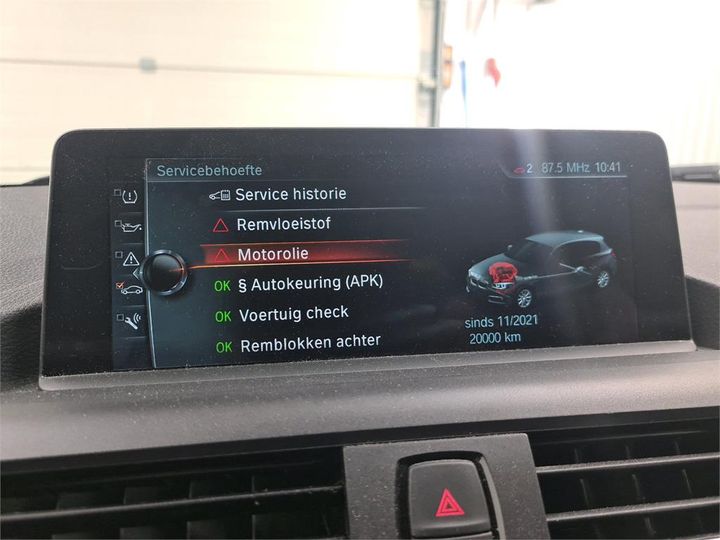 Servicebehoefte
2 87.5 MHz 10:41
Service historie
Remvloeistof
Motorolie
OK § Autokeuring (APK)
OK Voertuig check
OK Remblokken achter
sinds 11/2021
20000 km